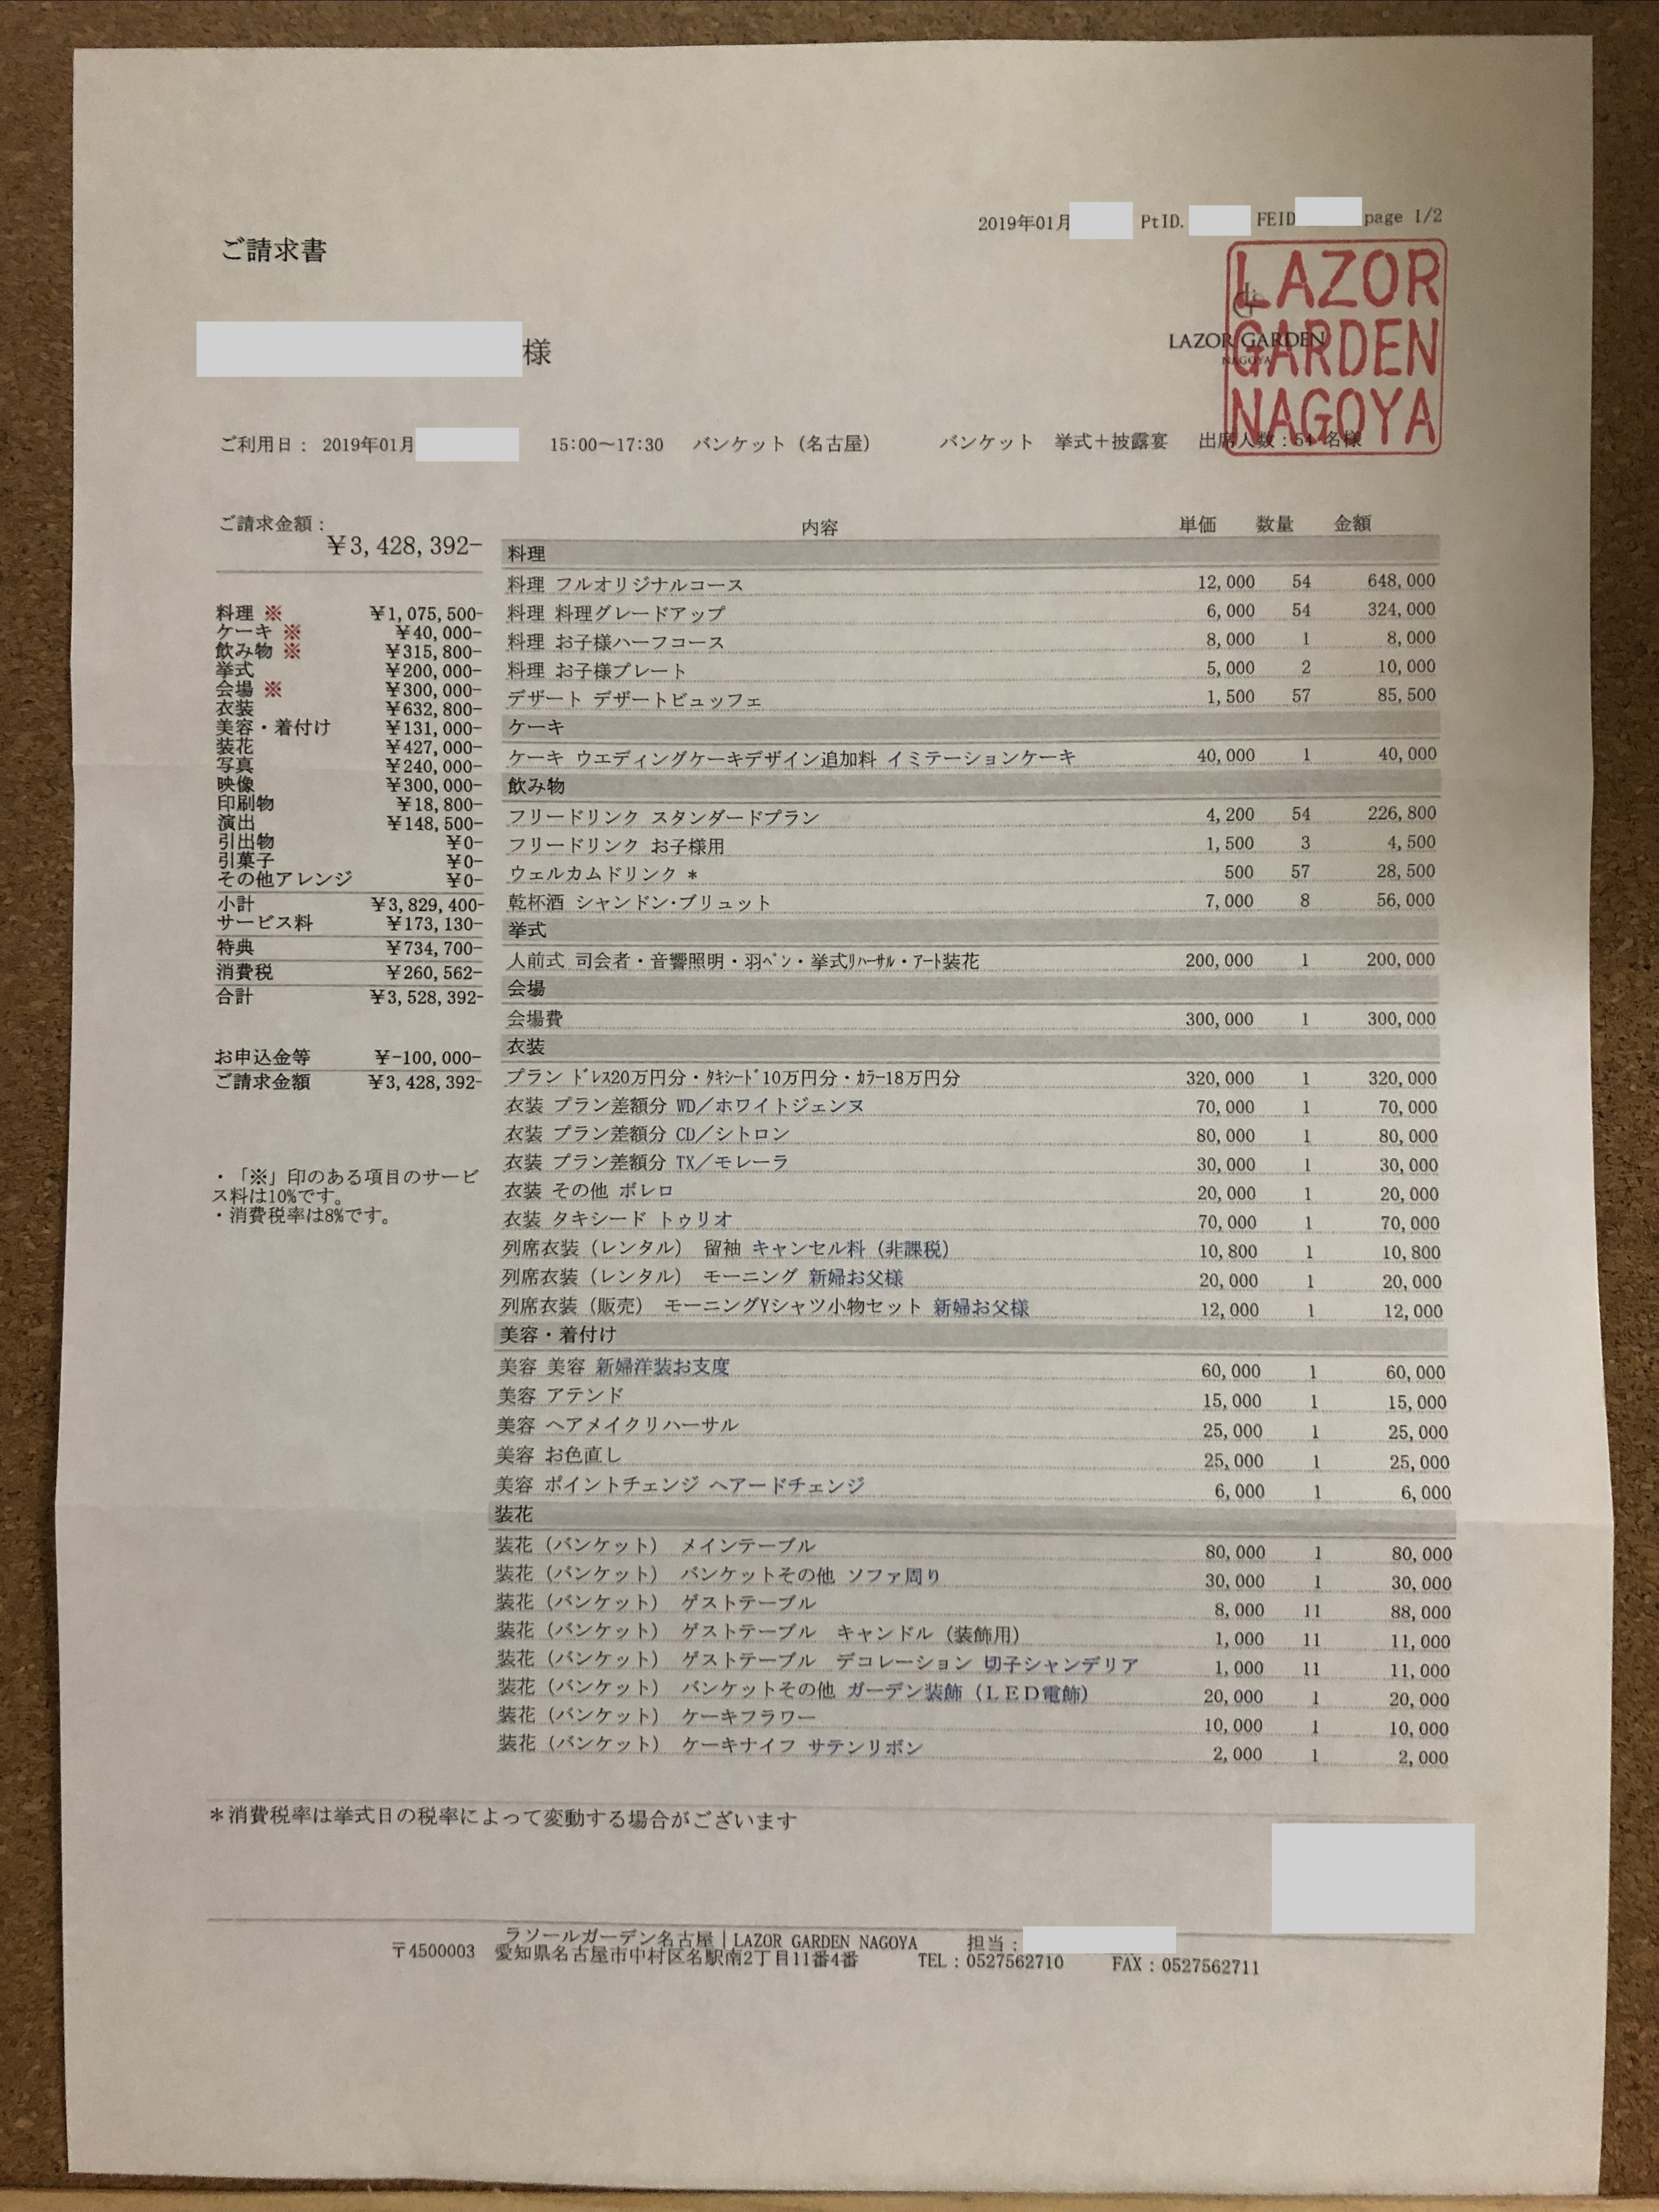 2019年01月 PtID. FEID page 1/2
ご請求書
LAZOR
GARDEN
NAGOYA
様
LAZOR GARDEN
NAGOYA
ご利用日： 2019年01月 15:00～17:30 バンケット（名古屋） バンケット 挙式＋披露宴 出席人数：54 名様
ご請求金額：
¥3,428,392-
料理 ※ ¥1,075,500-
ケーキ ※ ¥40,000-
飲み物 ※ ¥315,800-
挙式 ¥200,000-
会場 ※ ¥300,000-
衣装 ¥632,800-
美容・着付け ¥131,000-
装花 ¥427,000-
写真 ¥240,000-
映像 ¥300,000-
印刷物 ¥18,800-
演出 ¥148,500-
引出物 ¥0-
引菓子 ¥0-
その他アレンジ ¥0-
小計 ¥3,829,400-
サービス料 ¥173,130-
特典 ¥734,700-
消費税 ¥260,562-
合計 ¥3,528,392-
お申込金等 ¥-100,000-
ご請求金額 ¥3,428,392-
・「※」印のある項目のサービ
ス料は10%です。
・消費税率は8%です。
内容 単価 数量 金額
料理
料理 フルオリジナルコース 12,000 54 648,000
料理 料理グレードアップ 6,000 54 324,000
料理 お子様ハーフコース 8,000 1 8,000
料理 お子様プレート 5,000 2 10,000
デザート デザートビュッフェ 1,500 57 85,500
ケーキ
ケーキ ウエディングケーキデザイン追加料 イミテーションケーキ 40,000 1 40,000
飲み物
フリードリンク スタンダードプラン 4,200 54 226,800
フリードリンク お子様用 1,500 3 4,500
ウェルカムドリンク * 500 57 28,500
乾杯酒 シャンドン・ブリュット 7,000 8 56,000
挙式
人前式 司会者・音響照明・羽ﾍﾟﾝ・挙式ﾘﾊｰｻﾙ・ｱｰﾄ装花 200,000 1 200,000
会場
会場費 300,000 1 300,000
衣装
プラン ﾄﾞﾚｽ20万円分・ﾀｷｼｰﾄﾞ10万円分・ｶﾗｰ18万円分 320,000 1 320,000
衣装 プラン差額分 WD／ホワイトジェンヌ 70,000 1 70,000
衣装 プラン差額分 CD／シトロン 80,000 1 80,000
衣装 プラン差額分 TX／モレーラ 30,000 1 30,000
衣装 その他 ボレロ 20,000 1 20,000
衣装 タキシード トゥリオ 70,000 1 70,000
列席衣装（レンタル） 留袖 キャンセル料（非課税） 10,800 1 10,800
列席衣装（レンタル） モーニング 新婦お父様 20,000 1 20,000
列席衣装（販売） モーニングYシャツ小物セット 新婦お父様 12,000 1 12,000
美容・着付け
美容 美容 新婦洋装お支度 60,000 1 60,000
美容 アテンド 15,000 1 15,000
美容 ヘアメイクリハーサル 25,000 1 25,000
美容 お色直し 25,000 1 25,000
美容 ポイントチェンジ ヘアードチェンジ 6,000 1 6,000
装花
装花（バンケット） メインテーブル 80,000 1 80,000
装花（バンケット） バンケットその他 ソファ周り 30,000 1 30,000
装花（バンケット） ゲストテーブル 8,000 11 88,000
装花（バンケット） ゲストテーブル キャンドル（装飾用） 1,000 11 11,000
装花（バンケット） ゲストテーブル デコレーション 切子シャンデリア 1,000 11 11,000
装花（バンケット） バンケットその他 ガーデン装飾（ＬＥＤ電飾） 20,000 1 20,000
装花（バンケット） ケーキフラワー 10,000 1 10,000
装花（バンケット） ケーキナイフ サテンリボン 2,000 1 2,000
＊消費税率は挙式日の税率によって変動する場合がございます
ラソールガーデン名古屋｜LAZOR GARDEN NAGOYA 担当：
〒4500003 愛知県名古屋市中村区名駅南2丁目11番4番 TEL：0527562710 FAX：0527562711